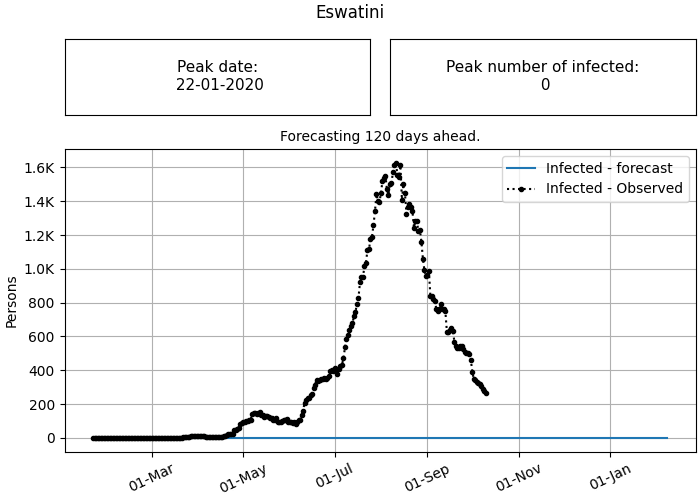 Eswatini
Peak date:
22-01-2020
Peak number of infected:
0
Forecasting 120 days ahead.
Infected - forecast
Infected - Observed
Persons
1.6K
1.4K
1.2K
1.0K
800
600
400
200
0
01-Mar
01-May
01-Jul
01-Sep
01-Nov
01-Jan